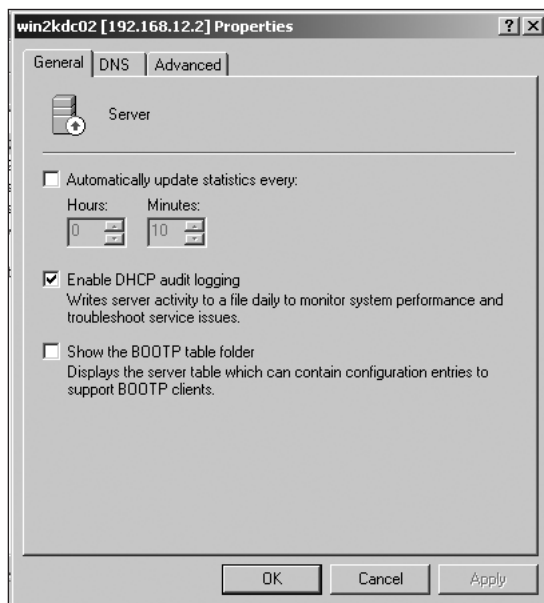 win2kdc02 [192.168.12.2] Properties
General
DNS
Advanced
Server
Automatically update statistics every:
Hours:
Minutes:
0
10
Enable DHCP audit logging
Writes server activity to a file daily to monitor system performance and
troubleshoot service issues.
Show the BOOTP table folder
Displays the server table which can contain configuration entries to
support BOOTP clients.
OK
Cancel
Apply